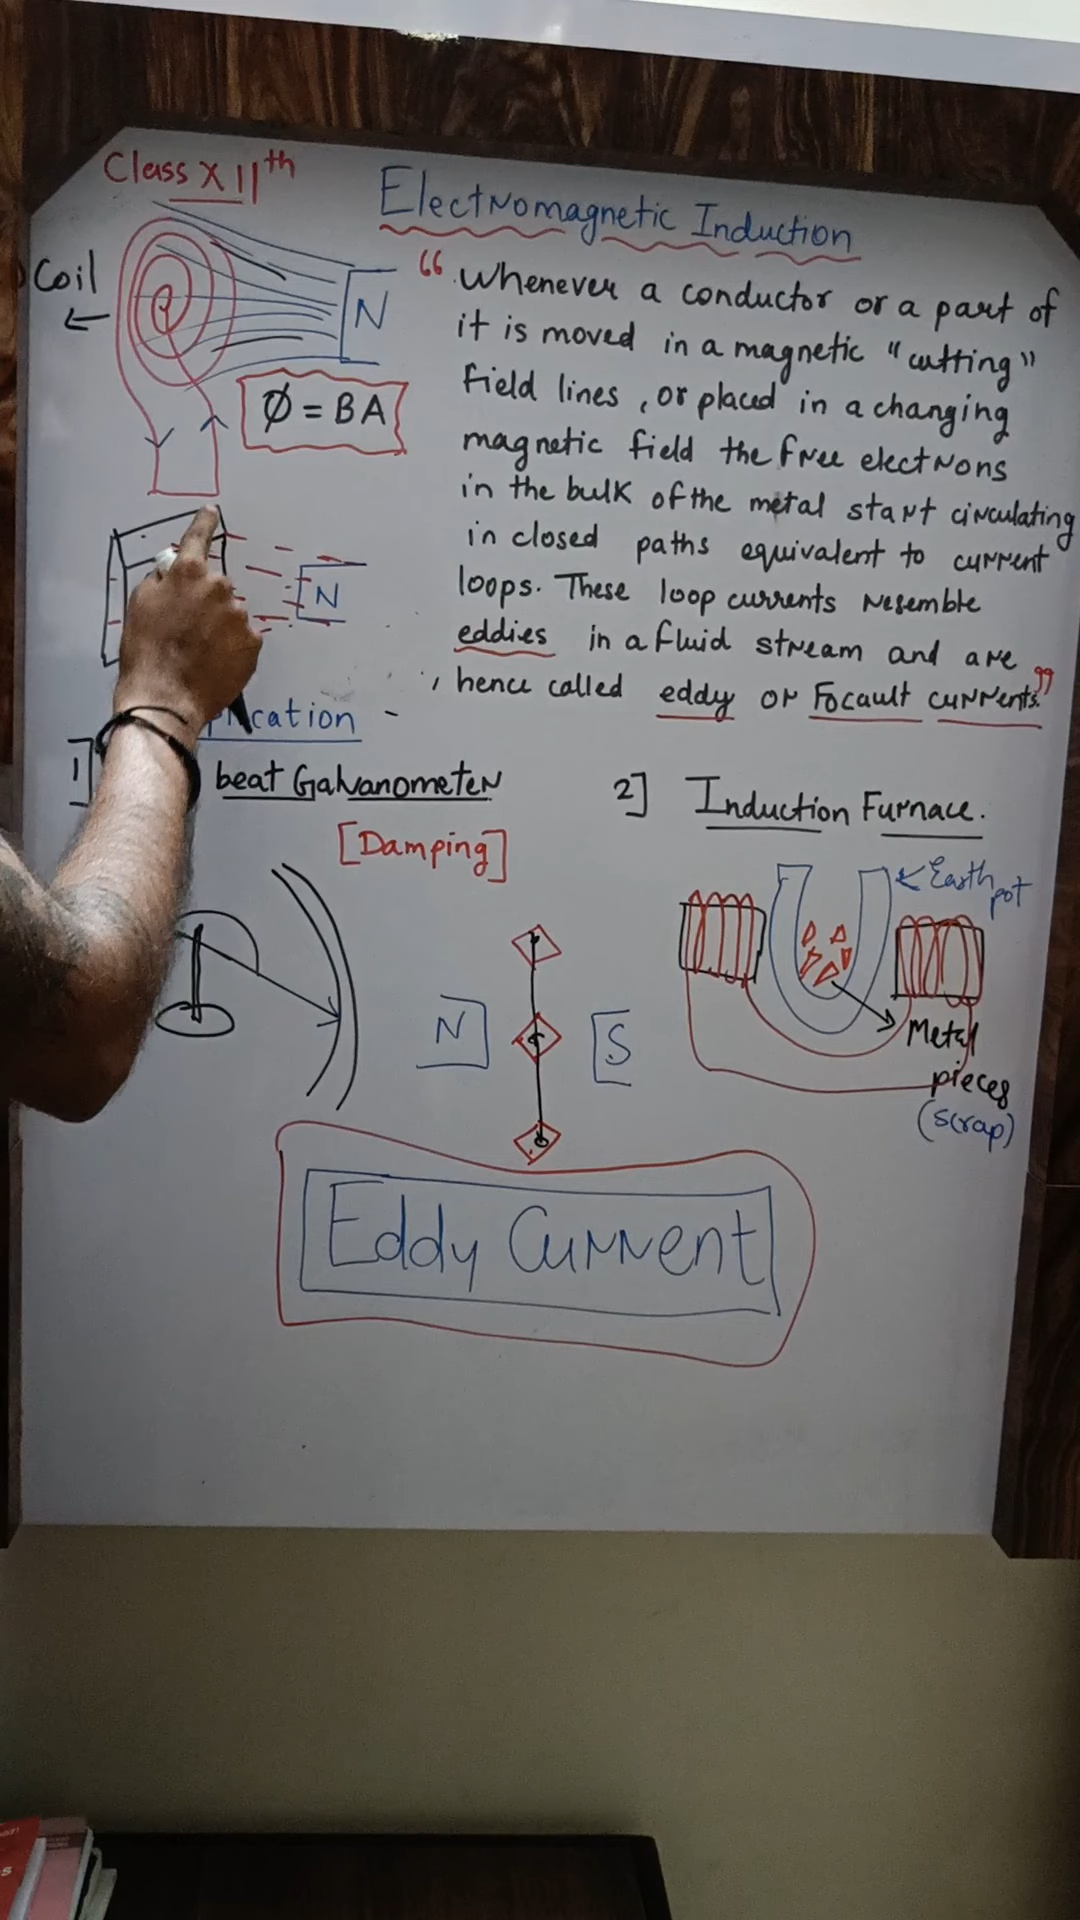 Class XIIth
Electromagnetic Induction
Coil
N
Ø = BA
"Whenever a conductor or a part of
it is moved in a magnetic "cutting"
field lines, or placed in a changing
magnetic field the free electrons
in the bulk of the metal start circulating
in closed paths equivalent to current
loops. These loop currents resemble
eddies in a fluid stream and are
, hence called eddy or Focault currents."
N
cation -
1]
beat Galvanometer
[Damping]
2] Induction Furnace.
Earth
pot
N
S
Metal
pieces
(scrap)
Eddy Current